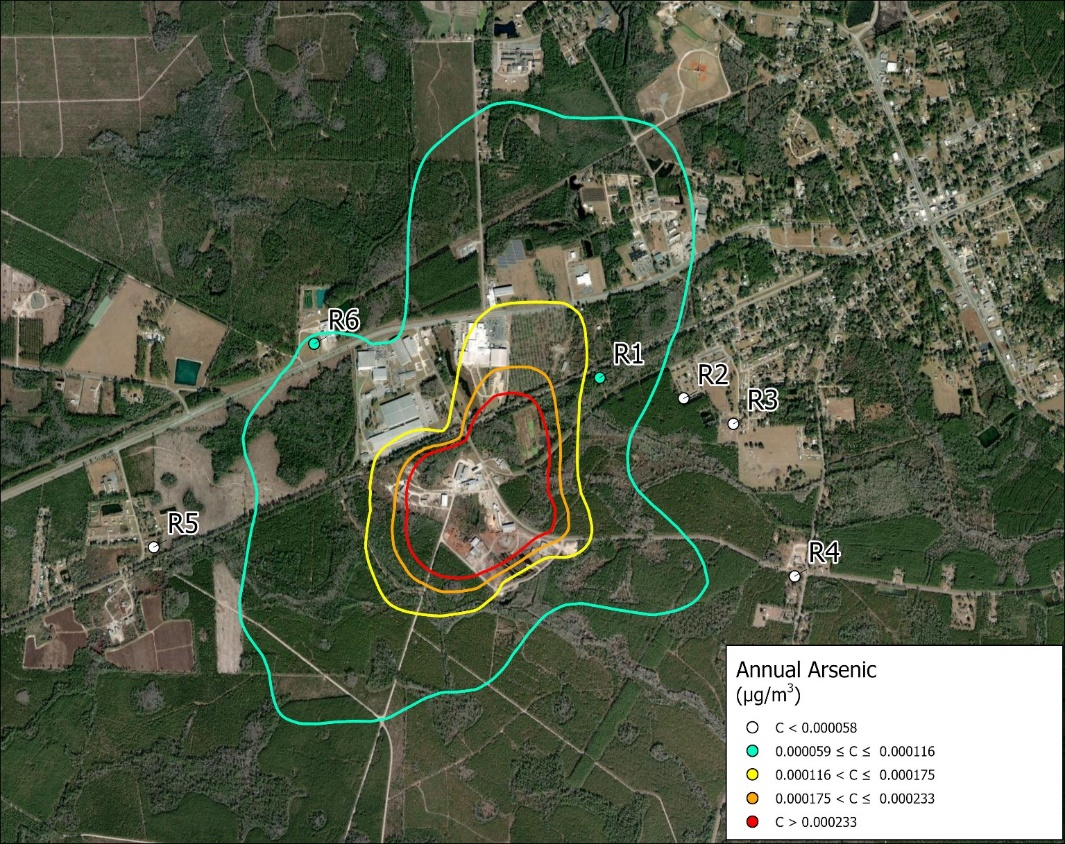 R6
R1
R2
R3
R5
R4
Annual Arsenic
(µg/m³)
C < 0.000058
0.000059 ≤ C ≤ 0.000116
0.000116 < C ≤ 0.000175
0.000175 < C ≤ 0.000233
C > 0.000233